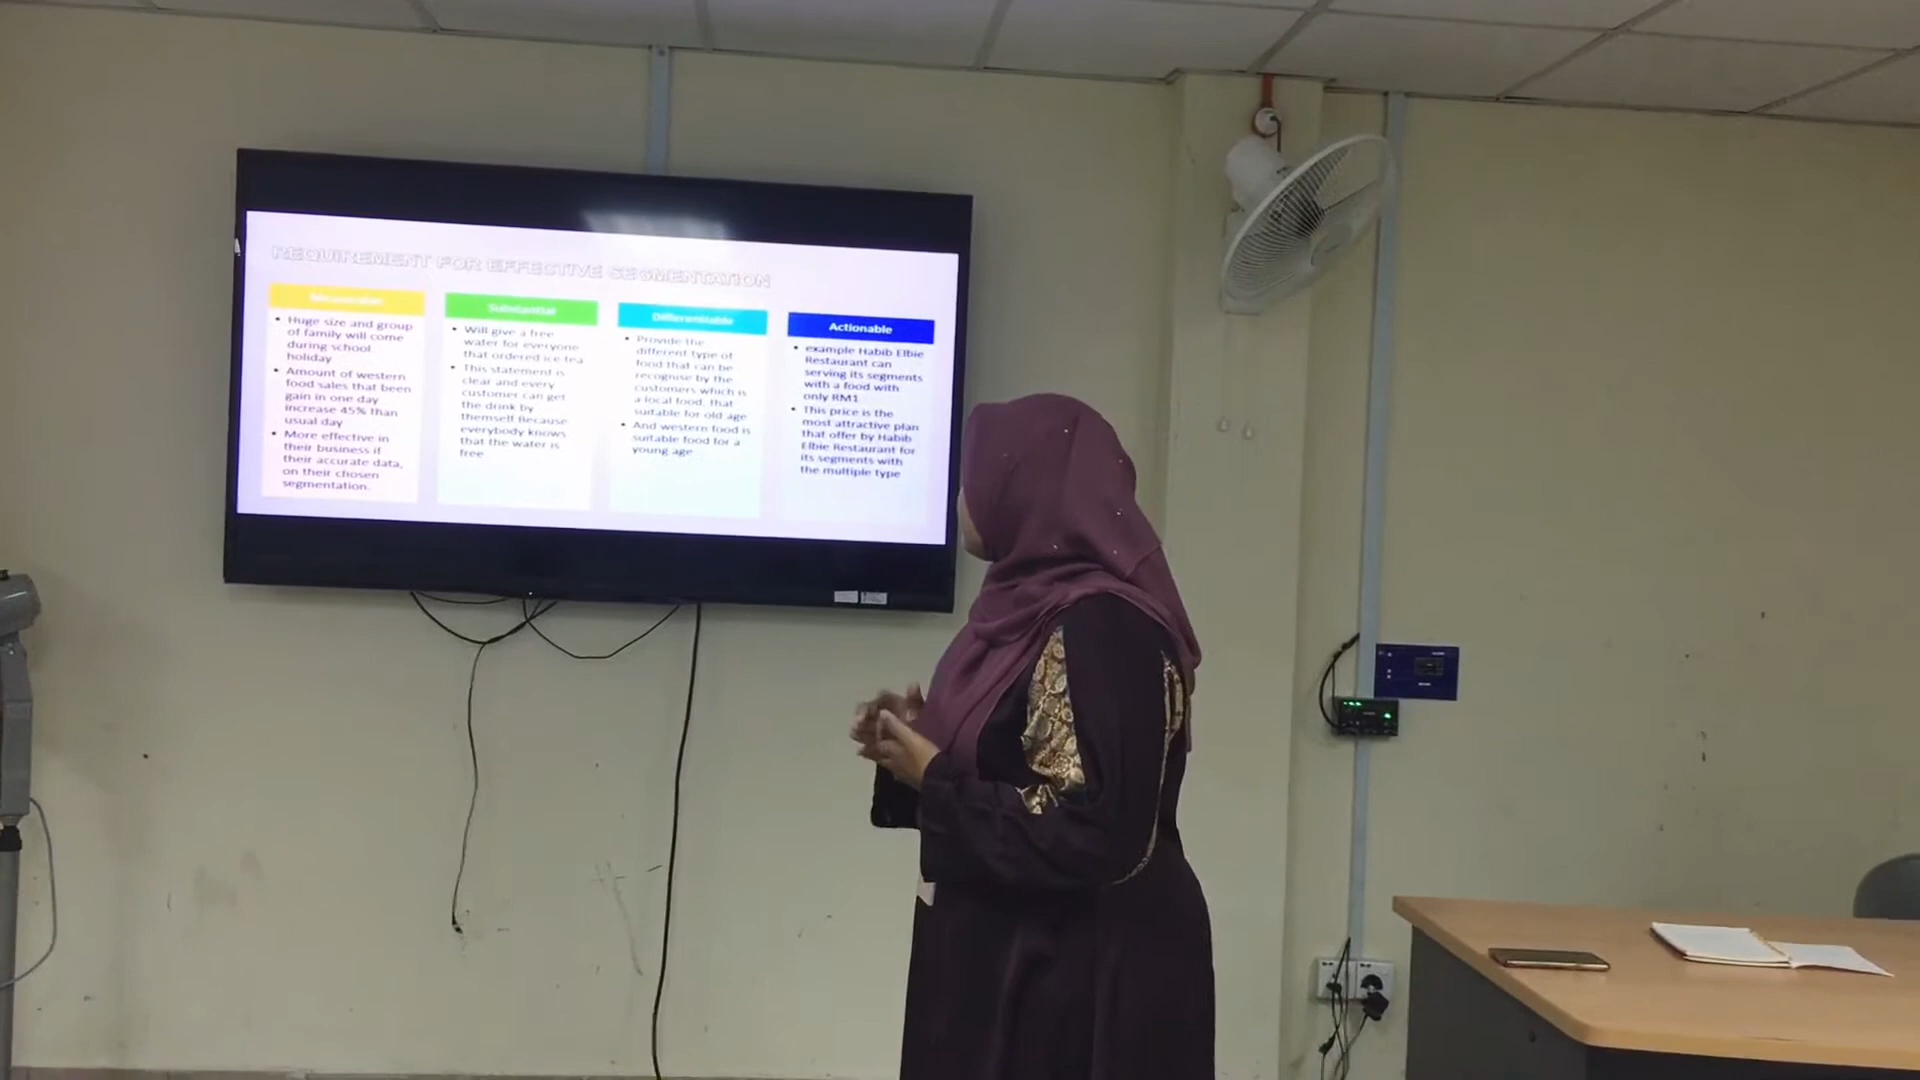 REQUIREMENT FOR EFFECTIVE SEGMENTATION
Measurable
• Huge size and group
of family will come
during school
holiday
• Amount of western
food sales that been
gain in one day
increase 45% than
usual day
• More effective in
their business if
their accurate data,
on their chosen
segmentation.
Substantial
• Will give a free
water for everyone
that ordered ice tea
• This statement is
clear and every
customer can get
the drink by
themself Because
everybody knows
that the water is
free
Differentiable
• Provide the
different type of
food that can be
recognise by the
customers which is
a local food, that
suitable for old age
• And western food is
suitable food for a
young age
Actionable
• example Habib Elbie
Restaurant can
serving its segments
with a food with
only RM1
• This price is the
most attractive plan
that offer by Habib
Elbie Restaurant for
its segments with
the multiple type